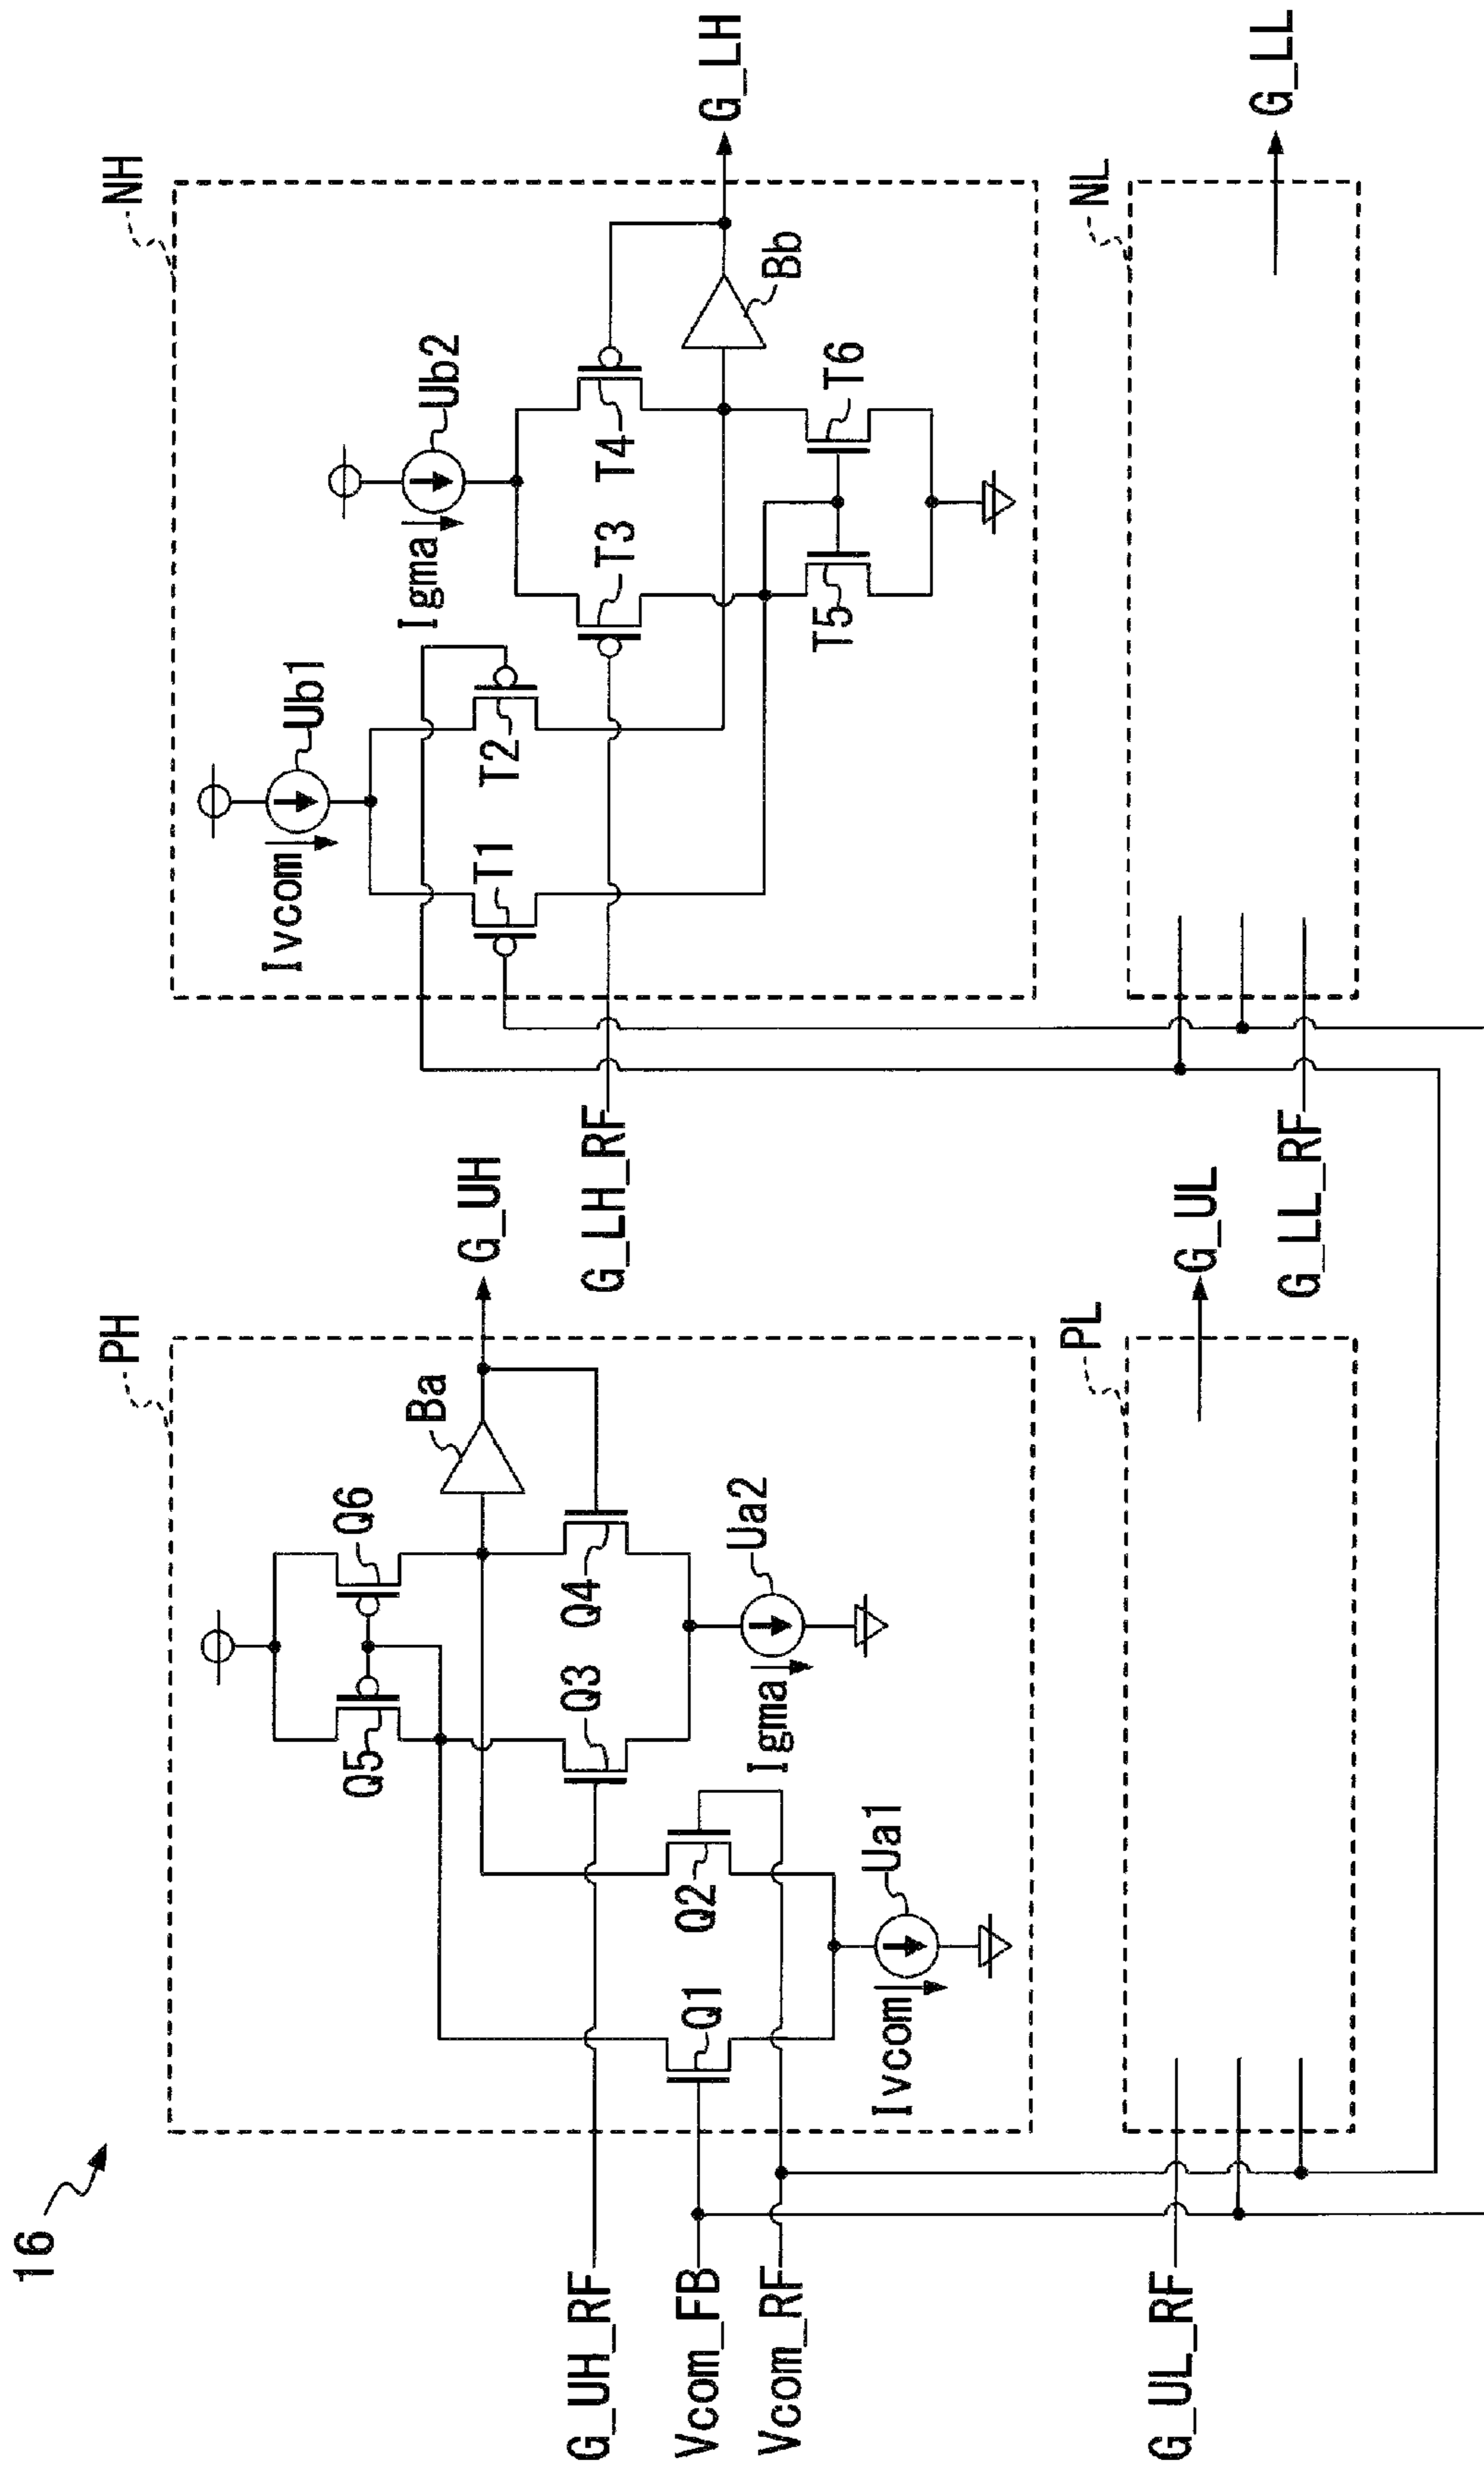 16
PH
Q5
Q6
Ba
G_UH
G_UH_RF
Q3
Q4
Vcom_FB
Vcom_RF
Q1
Q2
Igma
Ua2
Ivcom
Ua1
PL
G_UL_RF
G_UL
NH
Ivcom
Ub1
Igma
Ub2
T1
T2
T3
T4
G_LH
G_LH_RF
Bb
T5
T6
NL
G_LL_RF
G_LL